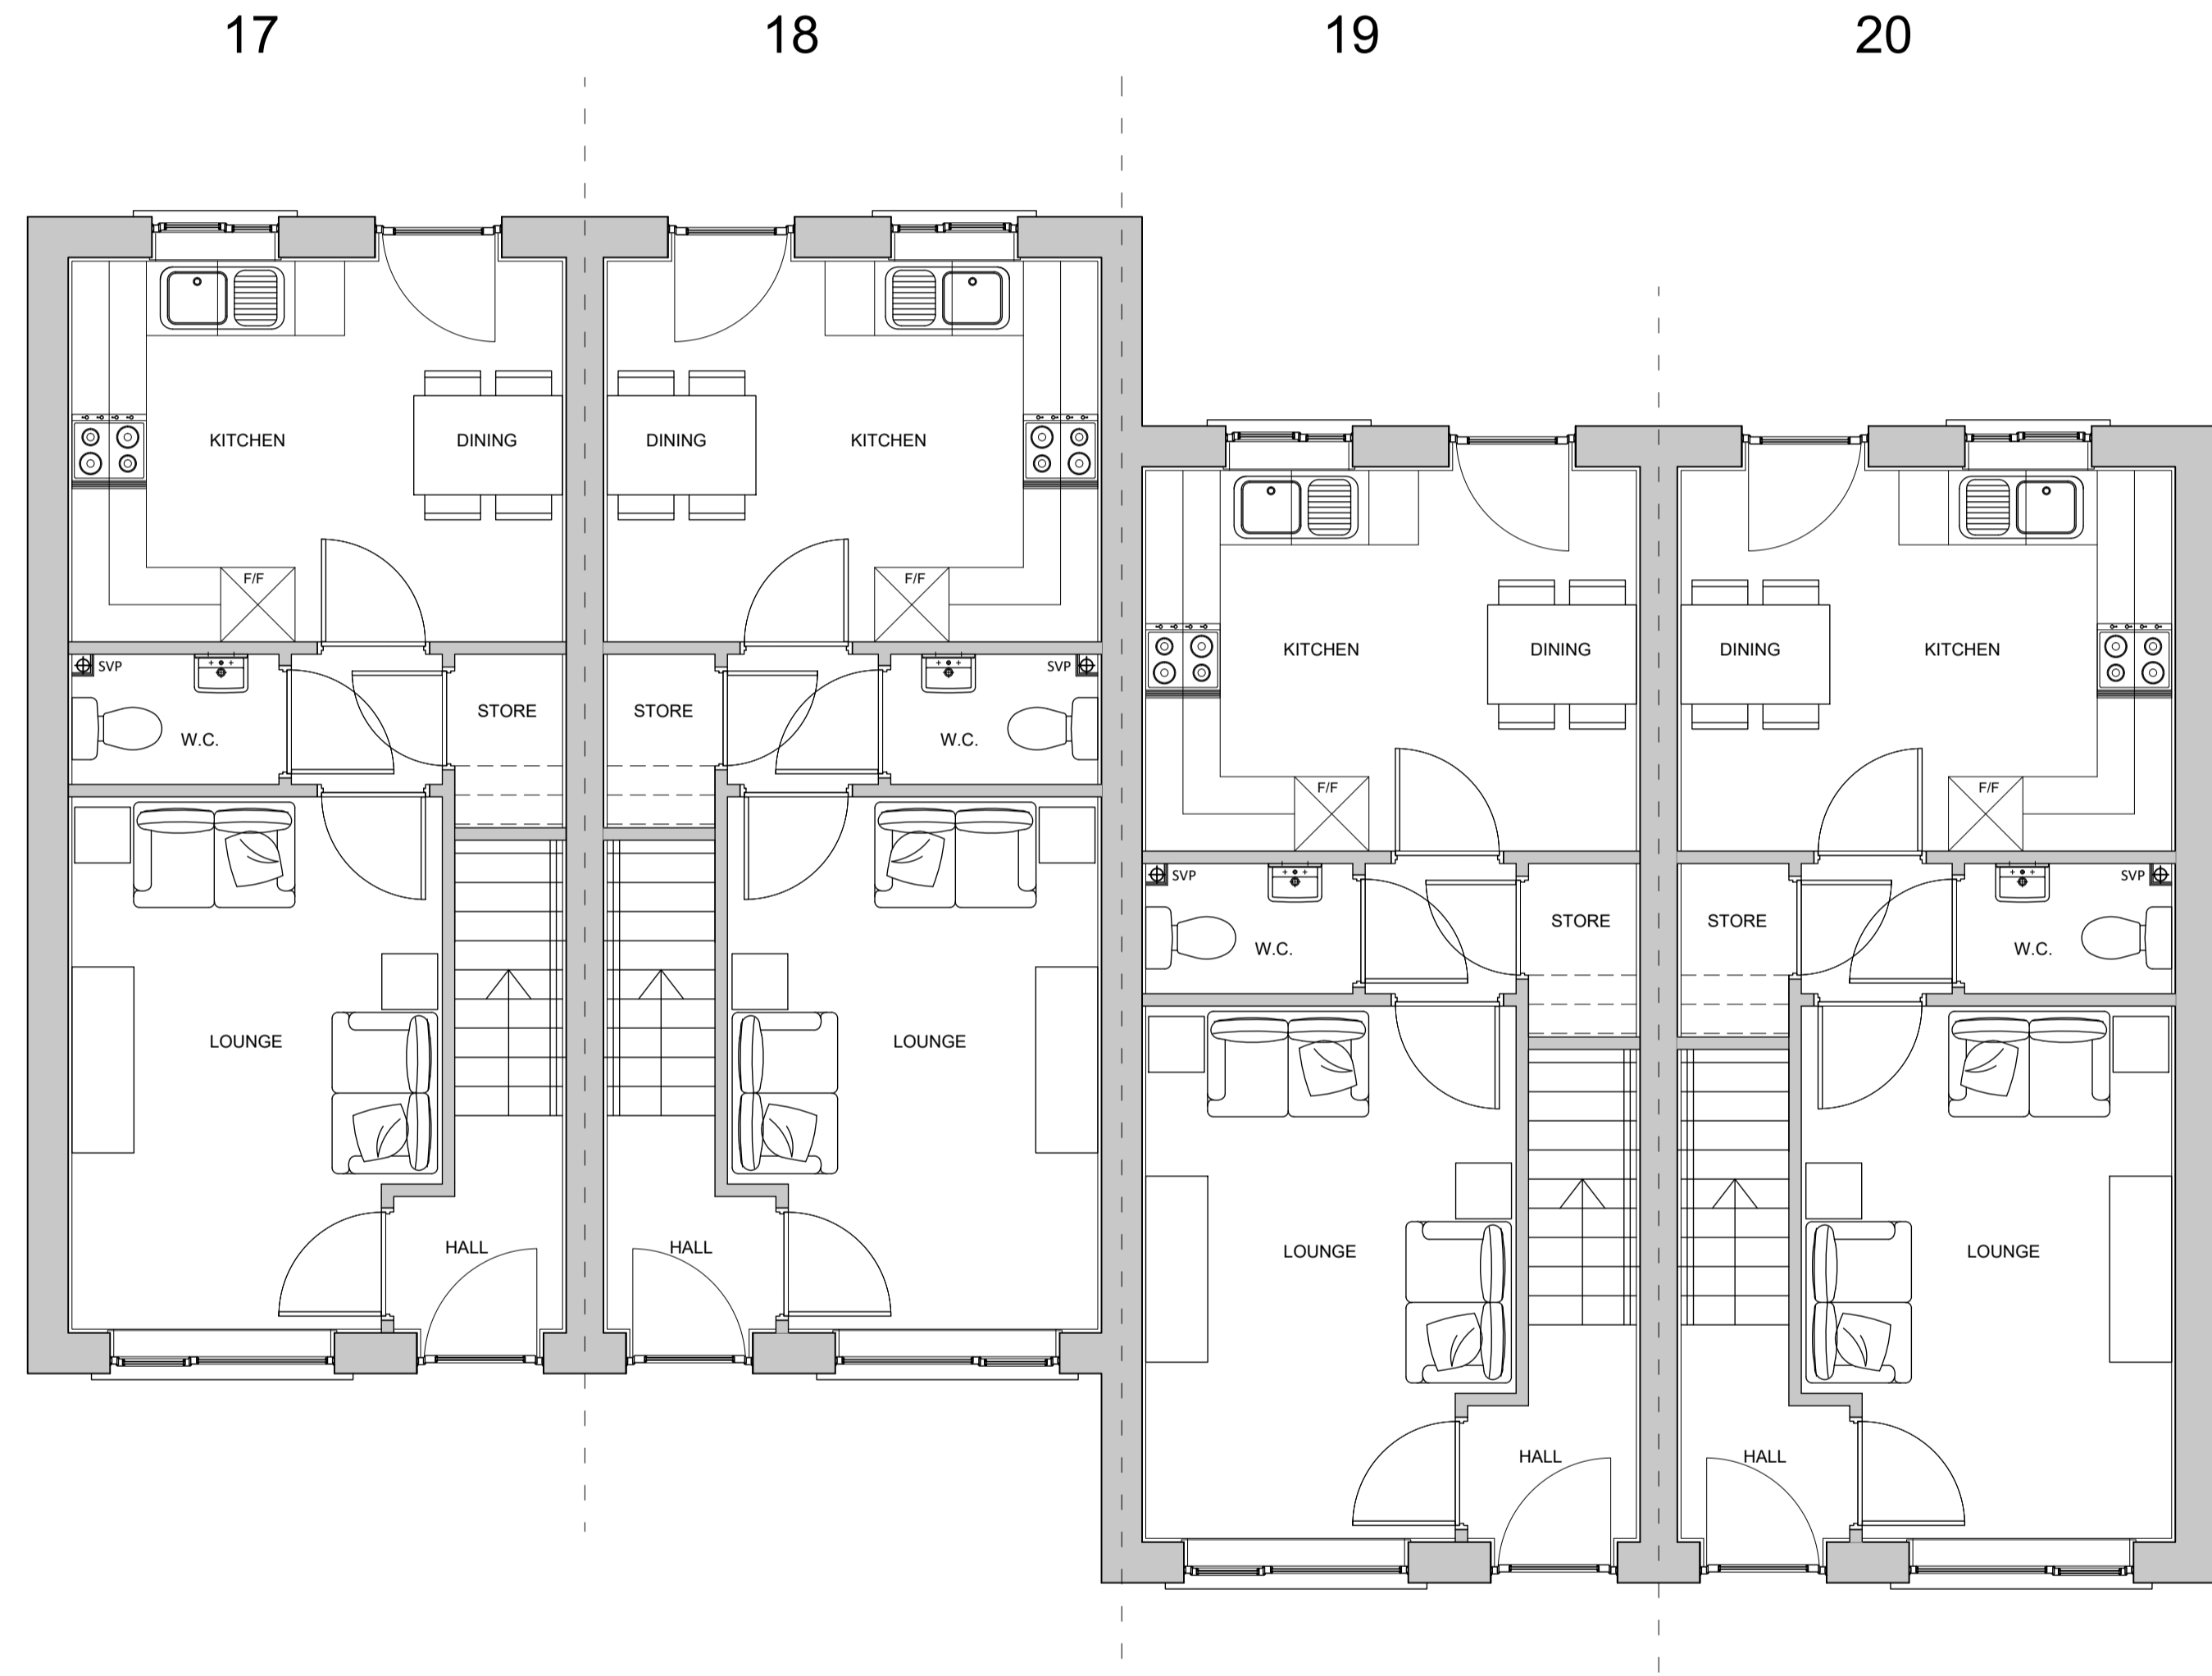 17 18 19 20
KITCHEN DINING DINING KITCHEN
F/F F/F
KITCHEN DINING DINING KITCHEN
SVP SVP
STORE STORE
W.C. W.C.
F/F F/F
SVP SVP
STORE STORE
W.C. W.C.
LOUNGE LOUNGE
HALL HALL
LOUNGE LOUNGE
HALL HALL